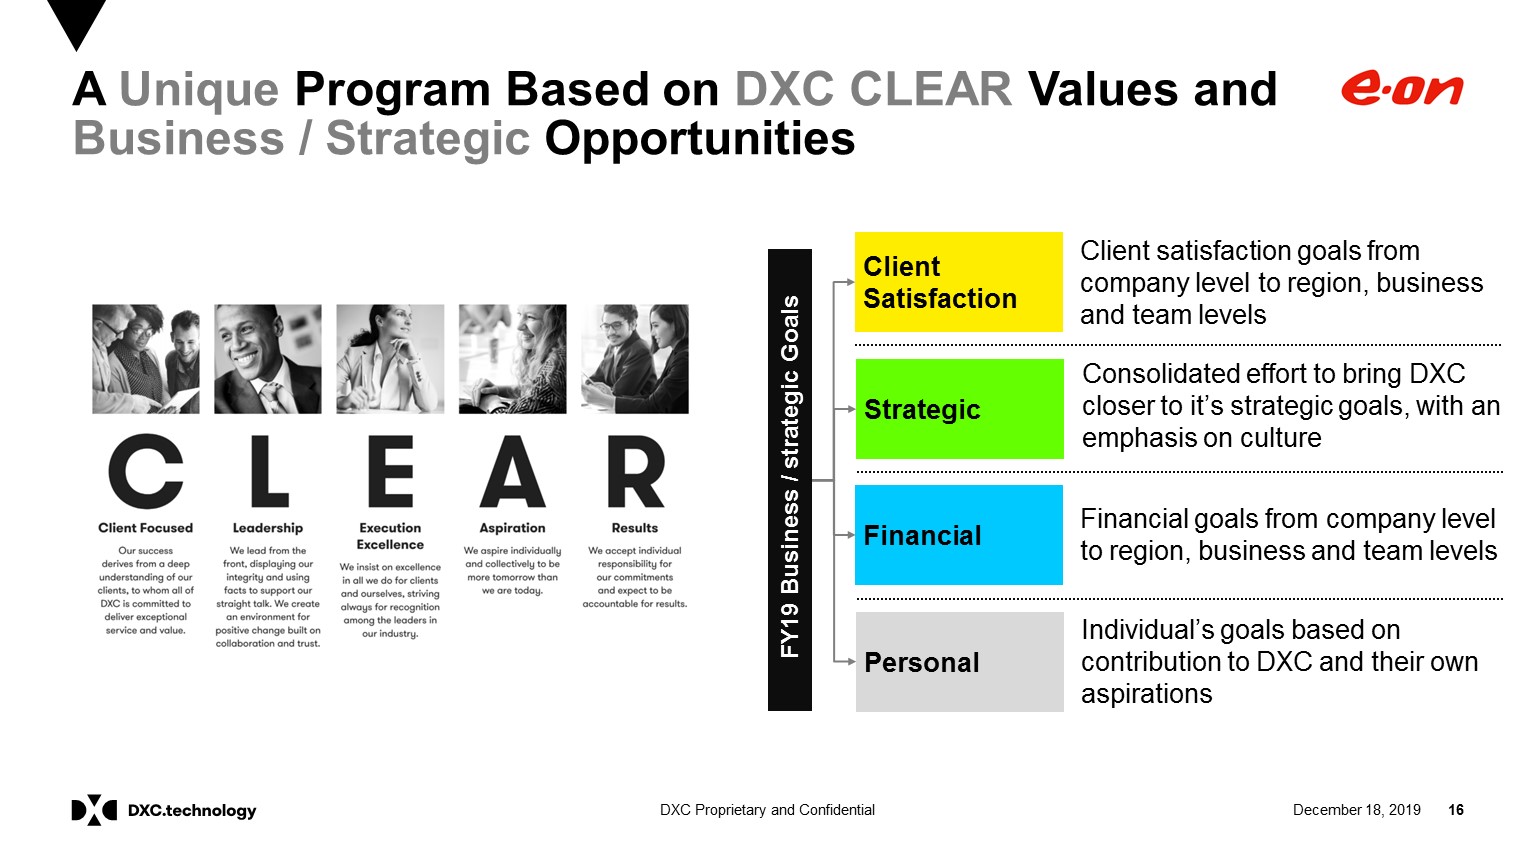 A Unique Program Based on DXC CLEAR Values and
Business / Strategic Opportunities
e·on
C L E A R
Client Focused
Our success
derives from a deep
understanding of our
clients, to whom all of
DXC is committed to
deliver exceptional
service and value.
Leadership
We lead from the
front, displaying our
integrity and using
facts to support our
straight talk. We create
an environment for
positive change built on
collaboration and trust.
Execution
Excellence
We insist on excellence
in all we do for clients
and ourselves, striving
always for recognition
among the leaders in
our industry.
Aspiration
We aspire individually
and collectively to be
more tomorrow than
we are today.
Results
We accept individual
responsibility for
our commitments
and expect to be
accountable for results.
FY19 Business / strategic Goals
Client
Satisfaction
Client satisfaction goals from
company level to region, business
and team levels
Strategic
Consolidated effort to bring DXC
closer to it’s strategic goals, with an
emphasis on culture
Financial
Financial goals from company level
to region, business and team levels
Personal
Individual’s goals based on
contribution to DXC and their own
aspirations
DXC.technology
DXC Proprietary and Confidential
December 18, 2019 16